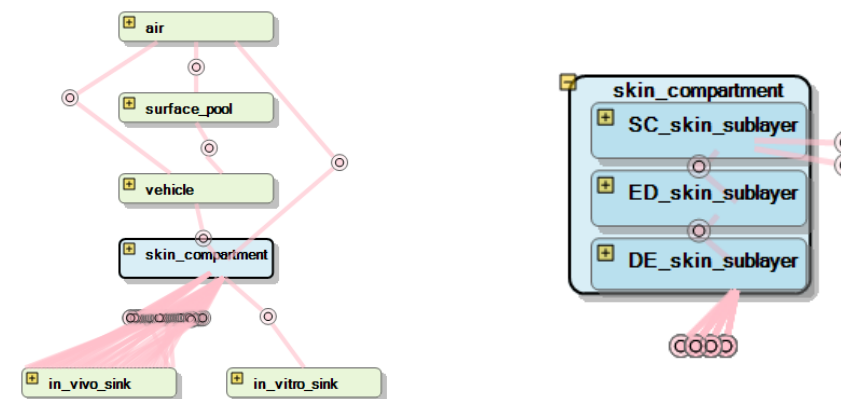 air
surface_pool
vehicle
skin_compartment
in_vivo_sink
in_vitro_sink
skin_compartment
SC_skin_sublayer
ED_skin_sublayer
DE_skin_sublayer